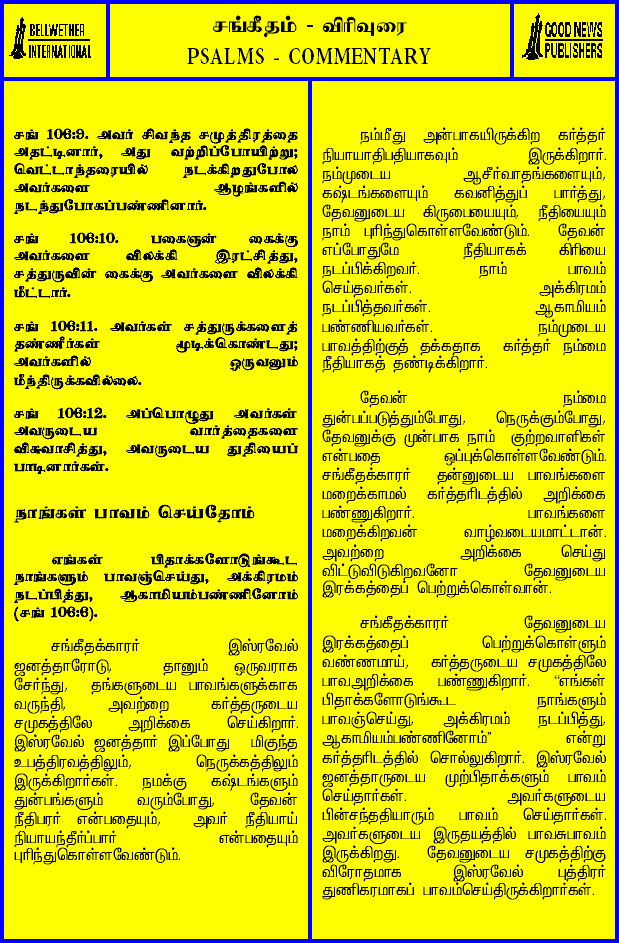 BELLWETHER
INTERNATIONAL
சங்கீதம் - விரிவுரை
PSALMS - COMMENTARY
GOOD NEWS
PUBLISHERS
சங் 106:9. அவர் சிவந்த சமுத்திரத்தை
அதட்டினார், அது வற்றிப்போயிற்று;
வெட்டாந்தரையில் நடக்கிறதுபோல
அவர்களை ஆழங்களில்
நடந்துபோகப்பண்ணினார்.
சங் 106:10. பகைஞன் கைக்கு
அவர்களை விலக்கி இரட்சித்து,
சத்துருவின் கைக்கு அவர்களை விலக்கி
மீட்டார்.
சங் 106:11. அவர்கள் சத்துருக்களைத்
தண்ணீர்கள் மூடிக்கொண்டது;
அவர்களில் ஒருவனும்
மீந்திருக்கவில்லை.
சங் 106:12. அப்பொழுது அவர்கள்
அவருடைய வார்த்தைகளை
விசுவாசித்து, அவருடைய துதியைப்
பாடினார்கள்.
நாங்கள் பாவம் செய்தோம்
எங்கள் பிதாக்களோடுங்கூட
நாங்களும் பாவஞ்செய்து, அக்கிரமம்
நடப்பித்து, ஆகாமியம்பண்ணினோம்
(சங் 106:6).
சங்கீதக்காரர் இஸ்ரவேல்
ஜனத்தாரோடு, தானும் ஒருவராக
சேர்ந்து, தங்களுடைய பாவங்களுக்காக
வருந்தி, அவற்றை கர்த்தருடைய
சமுகத்திலே அறிக்கை செய்கிறார்.
இஸ்ரவேல் ஜனத்தார் இப்போது மிகுந்த
உபத்திரவத்திலும், நெருக்கத்திலும்
இருக்கிறார்கள். நமக்கு கஷ்டங்களும்
துன்பங்களும் வரும்போது, தேவன்
நீதிபரர் என்பதையும், அவர் நீதியாய்
நியாயந்தீர்ப்பார் என்பதையும்
புரிந்துகொள்ளவேண்டும்.
நம்மீது அன்பாகயிருக்கிற கர்த்தர்
நியாயாதிபதியாகவும் இருக்கிறார்.
நம்முடைய ஆசீர்வாதங்களையும்,
கஷ்டங்களையும் கவனித்துப் பார்த்து,
தேவனுடைய கிருபையையும், நீதியையும்
நாம் புரிந்துகொள்ளவேண்டும். தேவன்
எப்போதுமே நீதியாகக் கிரியை
நடப்பிக்கிறவர். நாம் பாவம்
செய்தவர்கள். அக்கிரமம்
நடப்பித்தவர்கள். ஆகாமியம்
பண்ணியவர்கள். நம்முடைய
பாவத்திற்குத் தக்கதாக கர்த்தர் நம்மை
நீதியாகத் தண்டிக்கிறார்.
தேவன் நம்மை
துன்பப்படுத்தும்போது, நெருக்கும்போது,
தேவனுக்கு முன்பாக நாம் குற்றவாளிகள்
என்பதை ஒப்புக்கொள்ளவேண்டும்.
சங்கீதக்காரர் தன்னுடைய பாவங்களை
மறைக்காமல் கர்த்தரிடத்தில் அறிக்கை
பண்ணுகிறார். பாவங்களை
மறைக்கிறவன் வாழ்வடையமாட்டான்.
அவற்றை அறிக்கை செய்து
விட்டுவிடுகிறவனோ தேவனுடைய
இரக்கத்தைப் பெற்றுக்கொள்வான்.
சங்கீதக்காரர் தேவனுடைய
இரக்கத்தைப் பெற்றுக்கொள்ளும்
வண்ணமாய், கர்த்தருடைய சமுகத்திலே
பாவஅறிக்கை பண்ணுகிறார். “எங்கள்
பிதாக்களோடுங்கூட நாங்களும்
பாவஞ்செய்து, அக்கிரமம் நடப்பித்து,
ஆகாமியம்பண்ணினோம்” என்று
கர்த்தரிடத்தில் சொல்லுகிறார். இஸ்ரவேல்
ஜனத்தாருடைய முற்பிதாக்களும் பாவம்
செய்தார்கள். அவர்களுடைய
பின்சந்ததியாரும் பாவம் செய்தார்கள்.
அவர்களுடைய இருதயத்தில் பாவசுபாவம்
இருக்கிறது. தேவனுடைய சமுகத்திற்கு
விரோதமாக இஸ்ரவேல் புத்திரர்
துணிகரமாகப் பாவம்செய்திருக்கிறார்கள்.